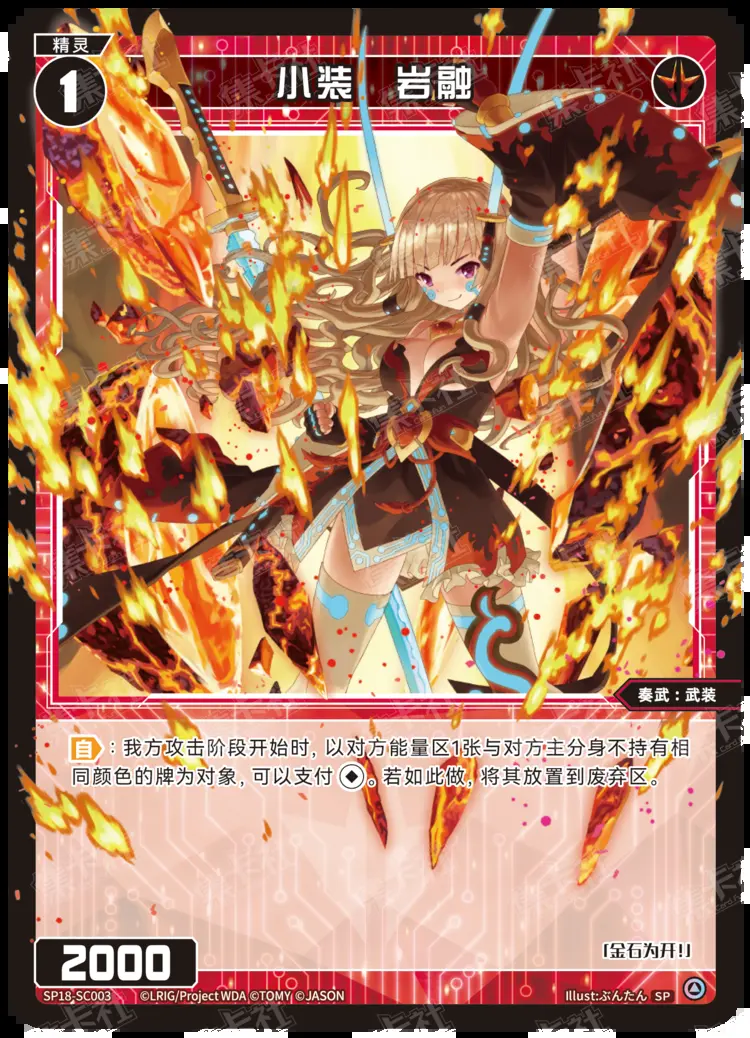 精灵
1
小装 岩融
奏武：武装
自：我方攻击阶段开始时，以对方能量区1张与对方主分身不持有相
同颜色的牌为对象，可以支付◆。若如此做，将其放置到废弃区。
「金石为开！」
2000
SP18-SC003 ©LRIG/Project WDA ©TOMY ©JASON
Illust:ぶんたん SP